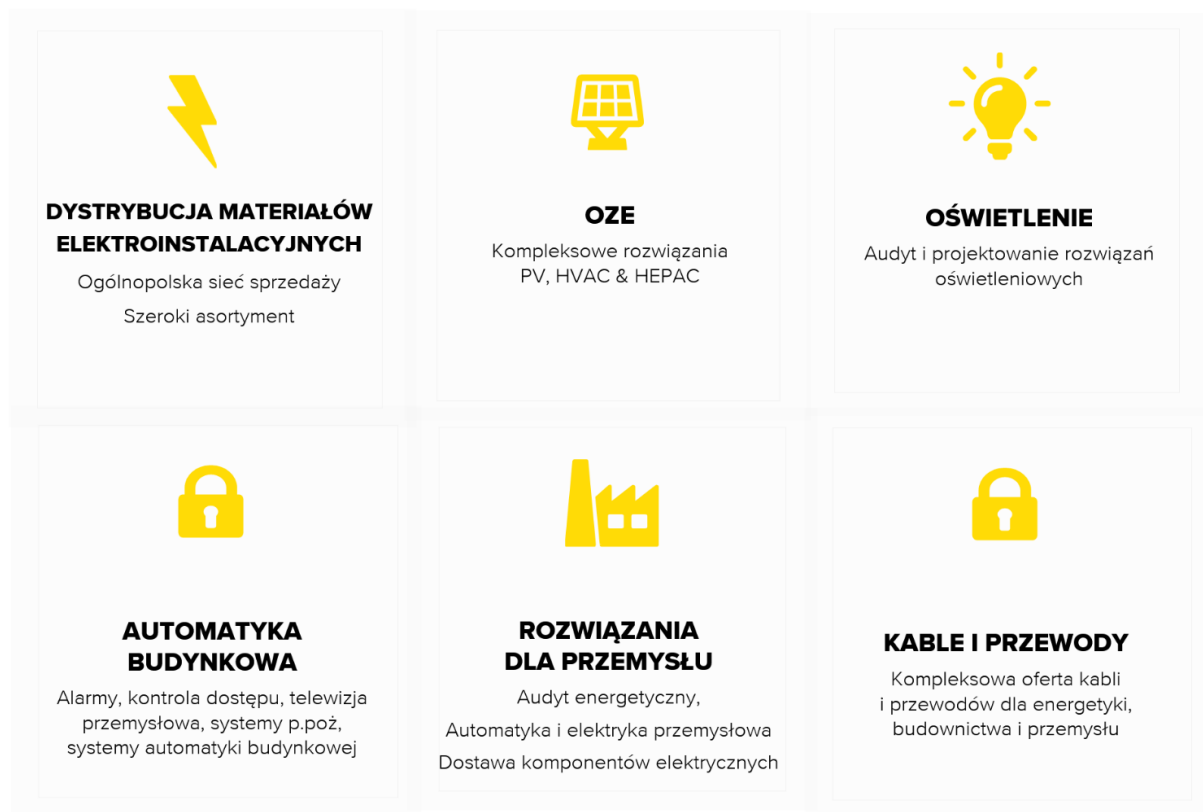 DYSTRYBUCJA MATERIAŁÓW
ELEKTROINSTALACYJNYCH
Ogólnopolska sieć sprzedaży
Szeroki asortyment
OZE
Kompleksowe rozwiązania
PV, HVAC & HEPAC
OŚWIETLENIE
Audyt i projektowanie rozwiązań
oświetleniowych
AUTOMATYKA
BUDYNKOWA
Alarmy, kontrola dostępu, telewizja
przemysłowa, systemy p.poż,
systemy automatyki budynkowej
ROZWIĄZANIA
DLA PRZEMYSŁU
Audyt energetyczny,
Automatyka i elektryka przemysłowa
Dostawa komponentów elektrycznych
KABLE I PRZEWODY
Kompleksowa oferta kabli
i przewodów dla energetyki,
budownictwa i przemysłu